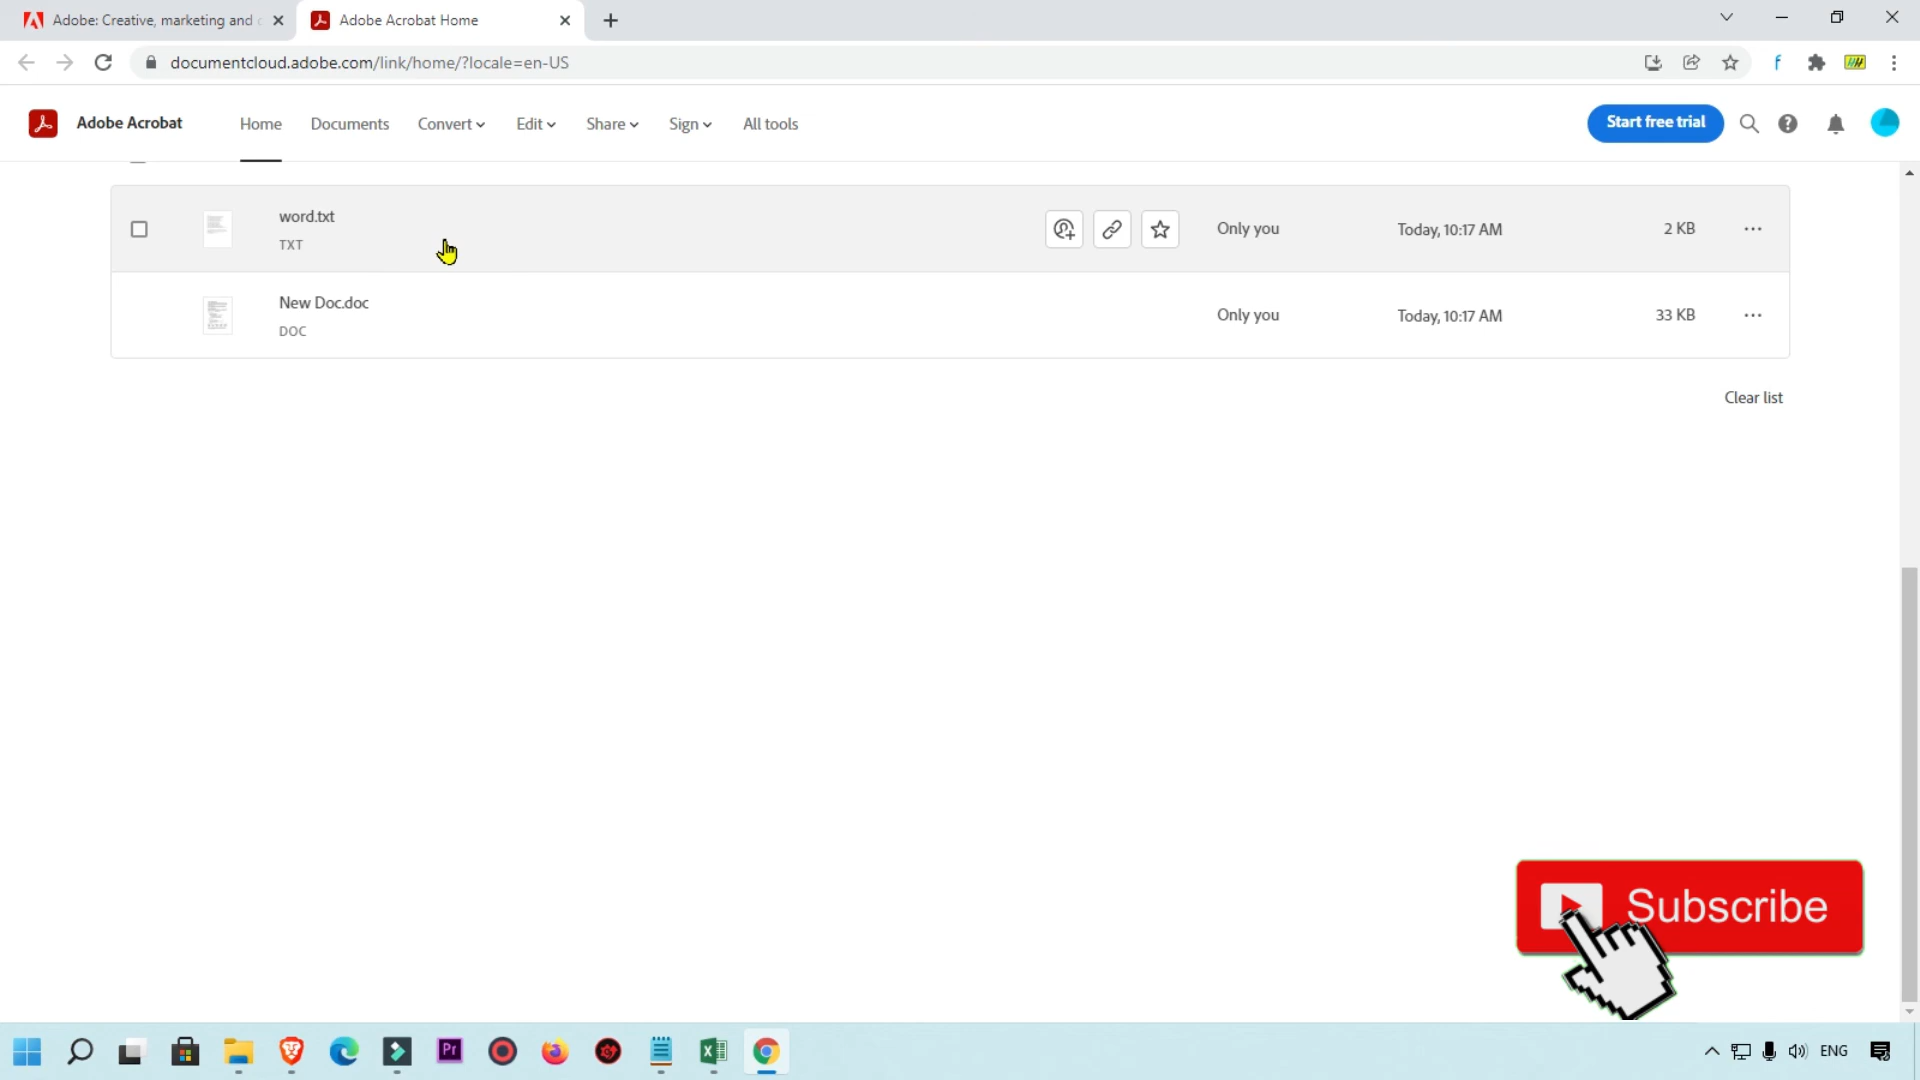 Adobe: Creative, marketing and
Adobe Acrobat Home
documentcloud.adobe.com/link/home/?locale=en-US
Adobe Acrobat
Home
Documents
Convert
Edit
Share
Sign
All tools
Start free trial
word.txt
TXT
Only you
Today, 10:17 AM
2 KB
New Doc.doc
DOC
Only you
Today, 10:17 AM
33 KB
Clear list
Subscribe
Pr
ENG